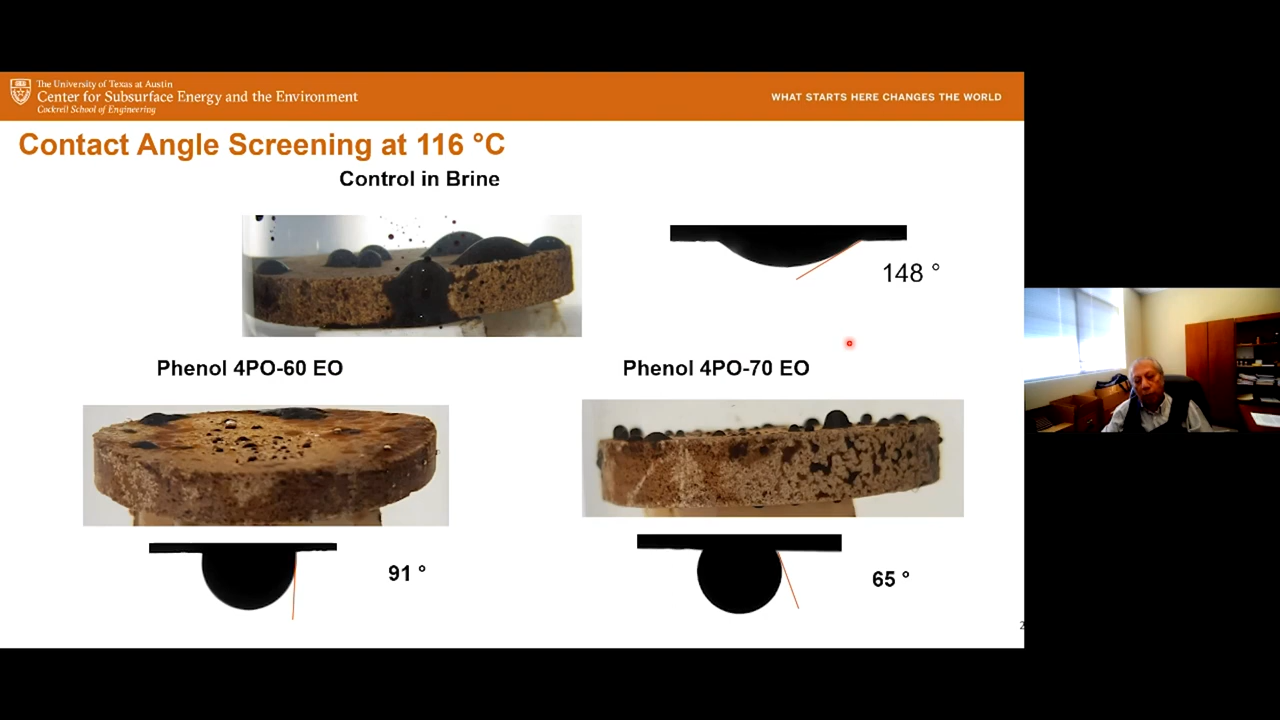 The University of Texas at Austin
Center for Subsurface Energy and the Environment
Cockrell School of Engineering
WHAT STARTS HERE CHANGES THE WORLD
Contact Angle Screening at 116 °C
Control in Brine
148 °
Phenol 4PO-60 EO
Phenol 4PO-70 EO
91 °
65 °